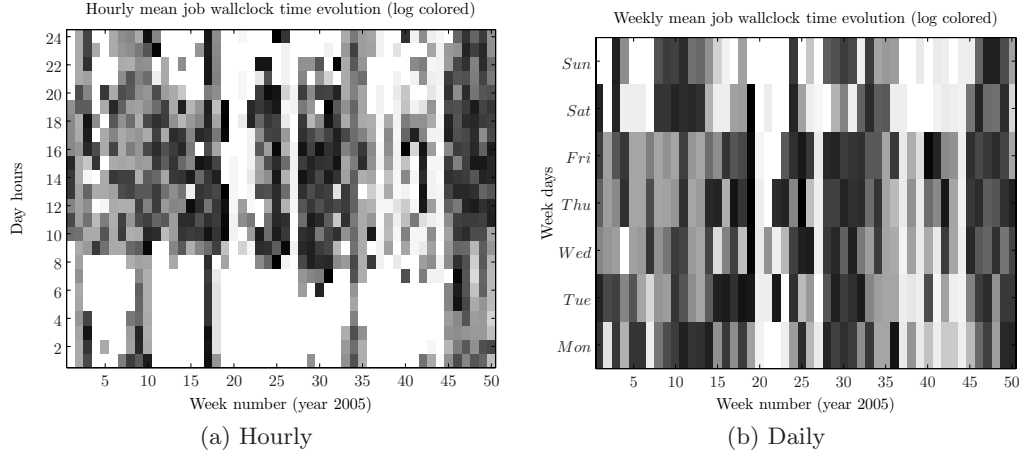 Hourly mean job wallclock time evolution (log colored)
24
22
20
18
16
14
12
10
8
6
4
2
Day hours
5 10 15 20 25 30 35 40 45 50
Week number (year 2005)
(a) Hourly
Weekly mean job wallclock time evolution (log colored)
Sun
Sat
Fri
Thu
Wed
Tue
Mon
Week days
5 10 15 20 25 30 35 40 45 50
Week number (year 2005)
(b) Daily